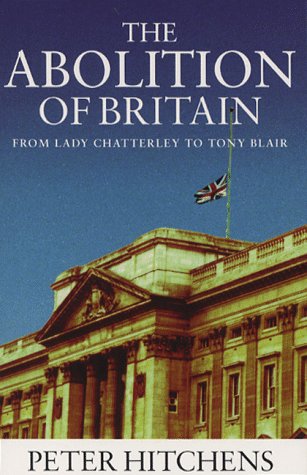 THE
ABOLITION
OF BRITAIN
FROM LADY CHATTERLEY TO TONY BLAIR
PETER HITCHENS